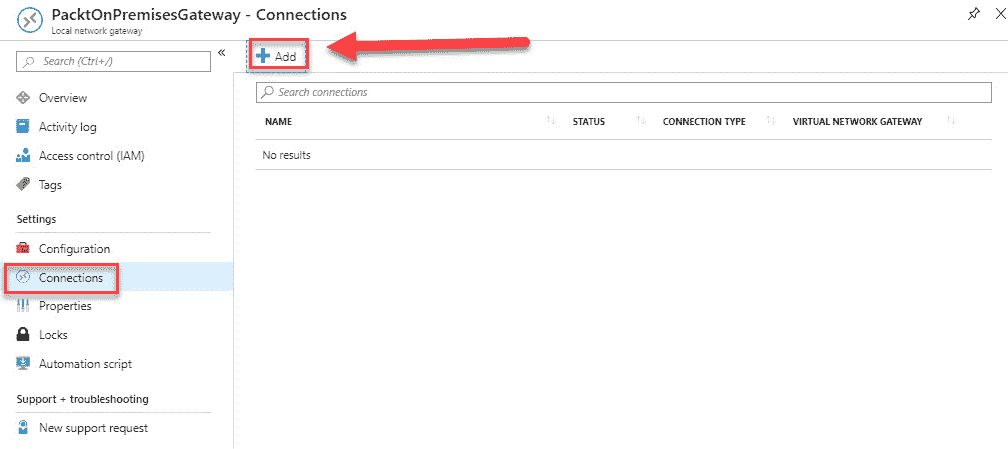 PacktOnPremisesGateway - Connections
Local network gateway
Search (Ctrl+/)
«
Overview
Activity log
Access control (IAM)
Tags
Settings
Configuration
Connections
Properties
Locks
Automation script
Support + troubleshooting
New support request
+ Add
Search connections
NAME STATUS CONNECTION TYPE VIRTUAL NETWORK GATEWAY
No results